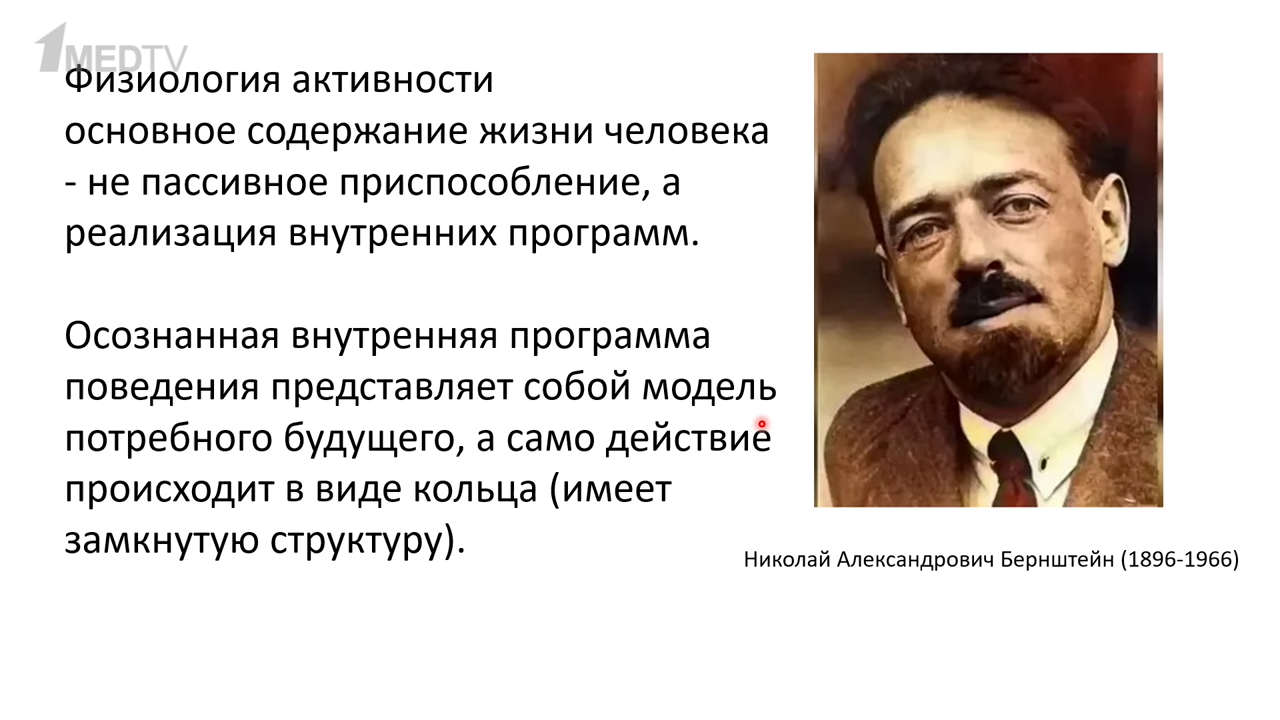 1MEDTV
Физиология активности
основное содержание жизни человека
- не пассивное приспособление, а
реализация внутренних программ.
Осознанная внутренняя программа
поведения представляет собой модель
потребного будущего, а само действие
происходит в виде кольца (имеет
замкнутую структуру).
Николай Александрович Бернштейн (1896-1966)